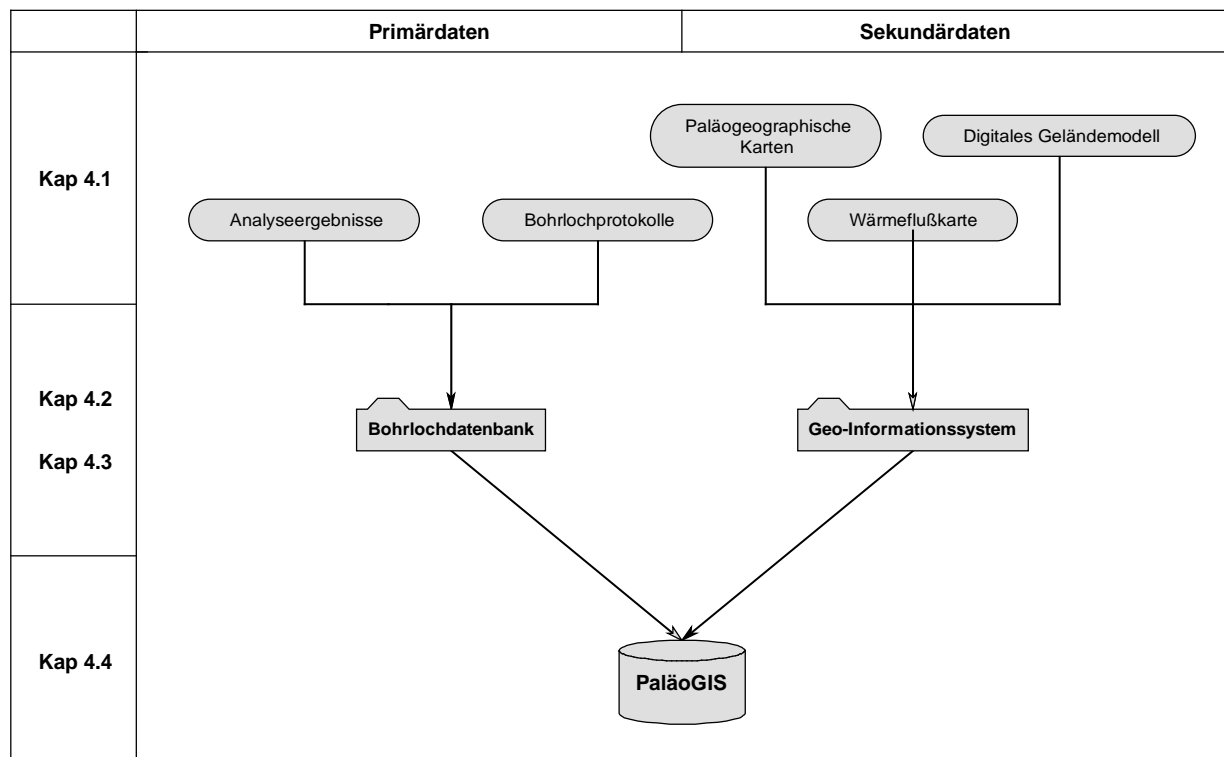 Primärdaten
Sekundärdaten
Kap 4.1
Paläogeographische
Karten
Digitales Geländemodell
Analyseergebnisse
Bohrlochprotokolle
Wärmeflußkarte
Kap 4.2
Kap 4.3
Bohrlochdatenbank
Geo-Informationssystem
Kap 4.4
PaläoGIS